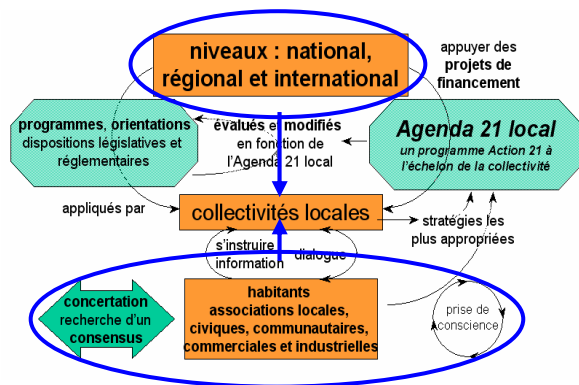 niveaux : national,
régional et international
appuyer des
projets de
financement
programmes, orientations
dispositions législatives et
réglementaires
évalués et modifiés
en fonction de
l'Agenda 21 local
Agenda 21 local
un programme Action 21 à
l'échelon de la collectivité
appliqués par
collectivités locales
stratégies les
plus appropriées
s'instruire
information
dialogue
concertation
recherche d'un
consensus
habitants
associations locales,
civiques, communautaires,
commerciales et industrielles
prise de
conscience